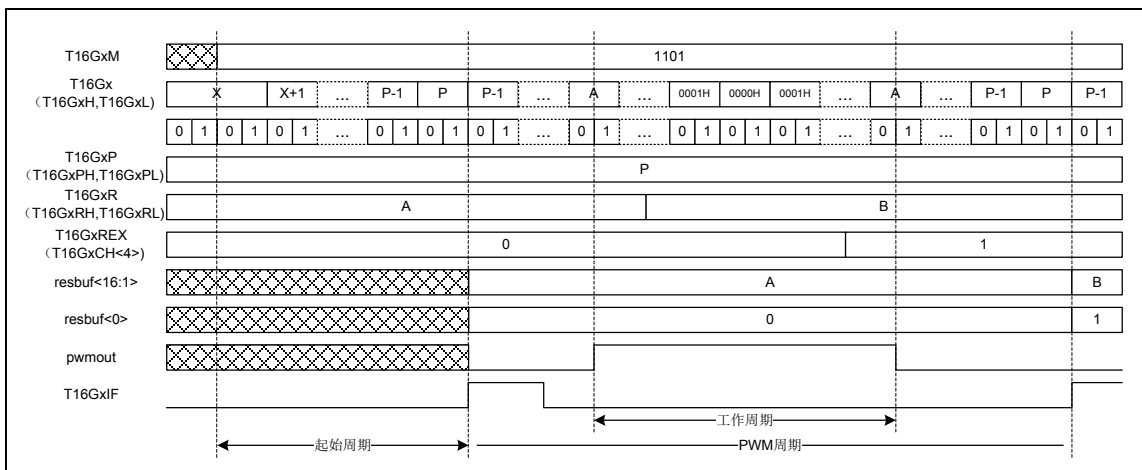 T16GxM 1101
T16Gx
(T16GxH,T16GxL)
X X+1 ... P-1 P P-1 ... A ... 0001H 0000H 0001H ... A ... P-1 P P-1
0 1 0 1 0 1 ... 0 1 0 1 0 1 ... 0 1 ... 0 1 0 1 0 1 ... 0 1 ... 0 1 0 1 0 1
T16GxP
(T16GxPH,T16GxPL)
P
T16GxR
(T16GxRH,T16GxRL)
A B
T16GxREX
(T16GxCH<4>)
0 1
resbuf<16:1> A B
resbuf<0> 0 1
pwmout
T16GxIF
工作周期
起始周期 PWM周期